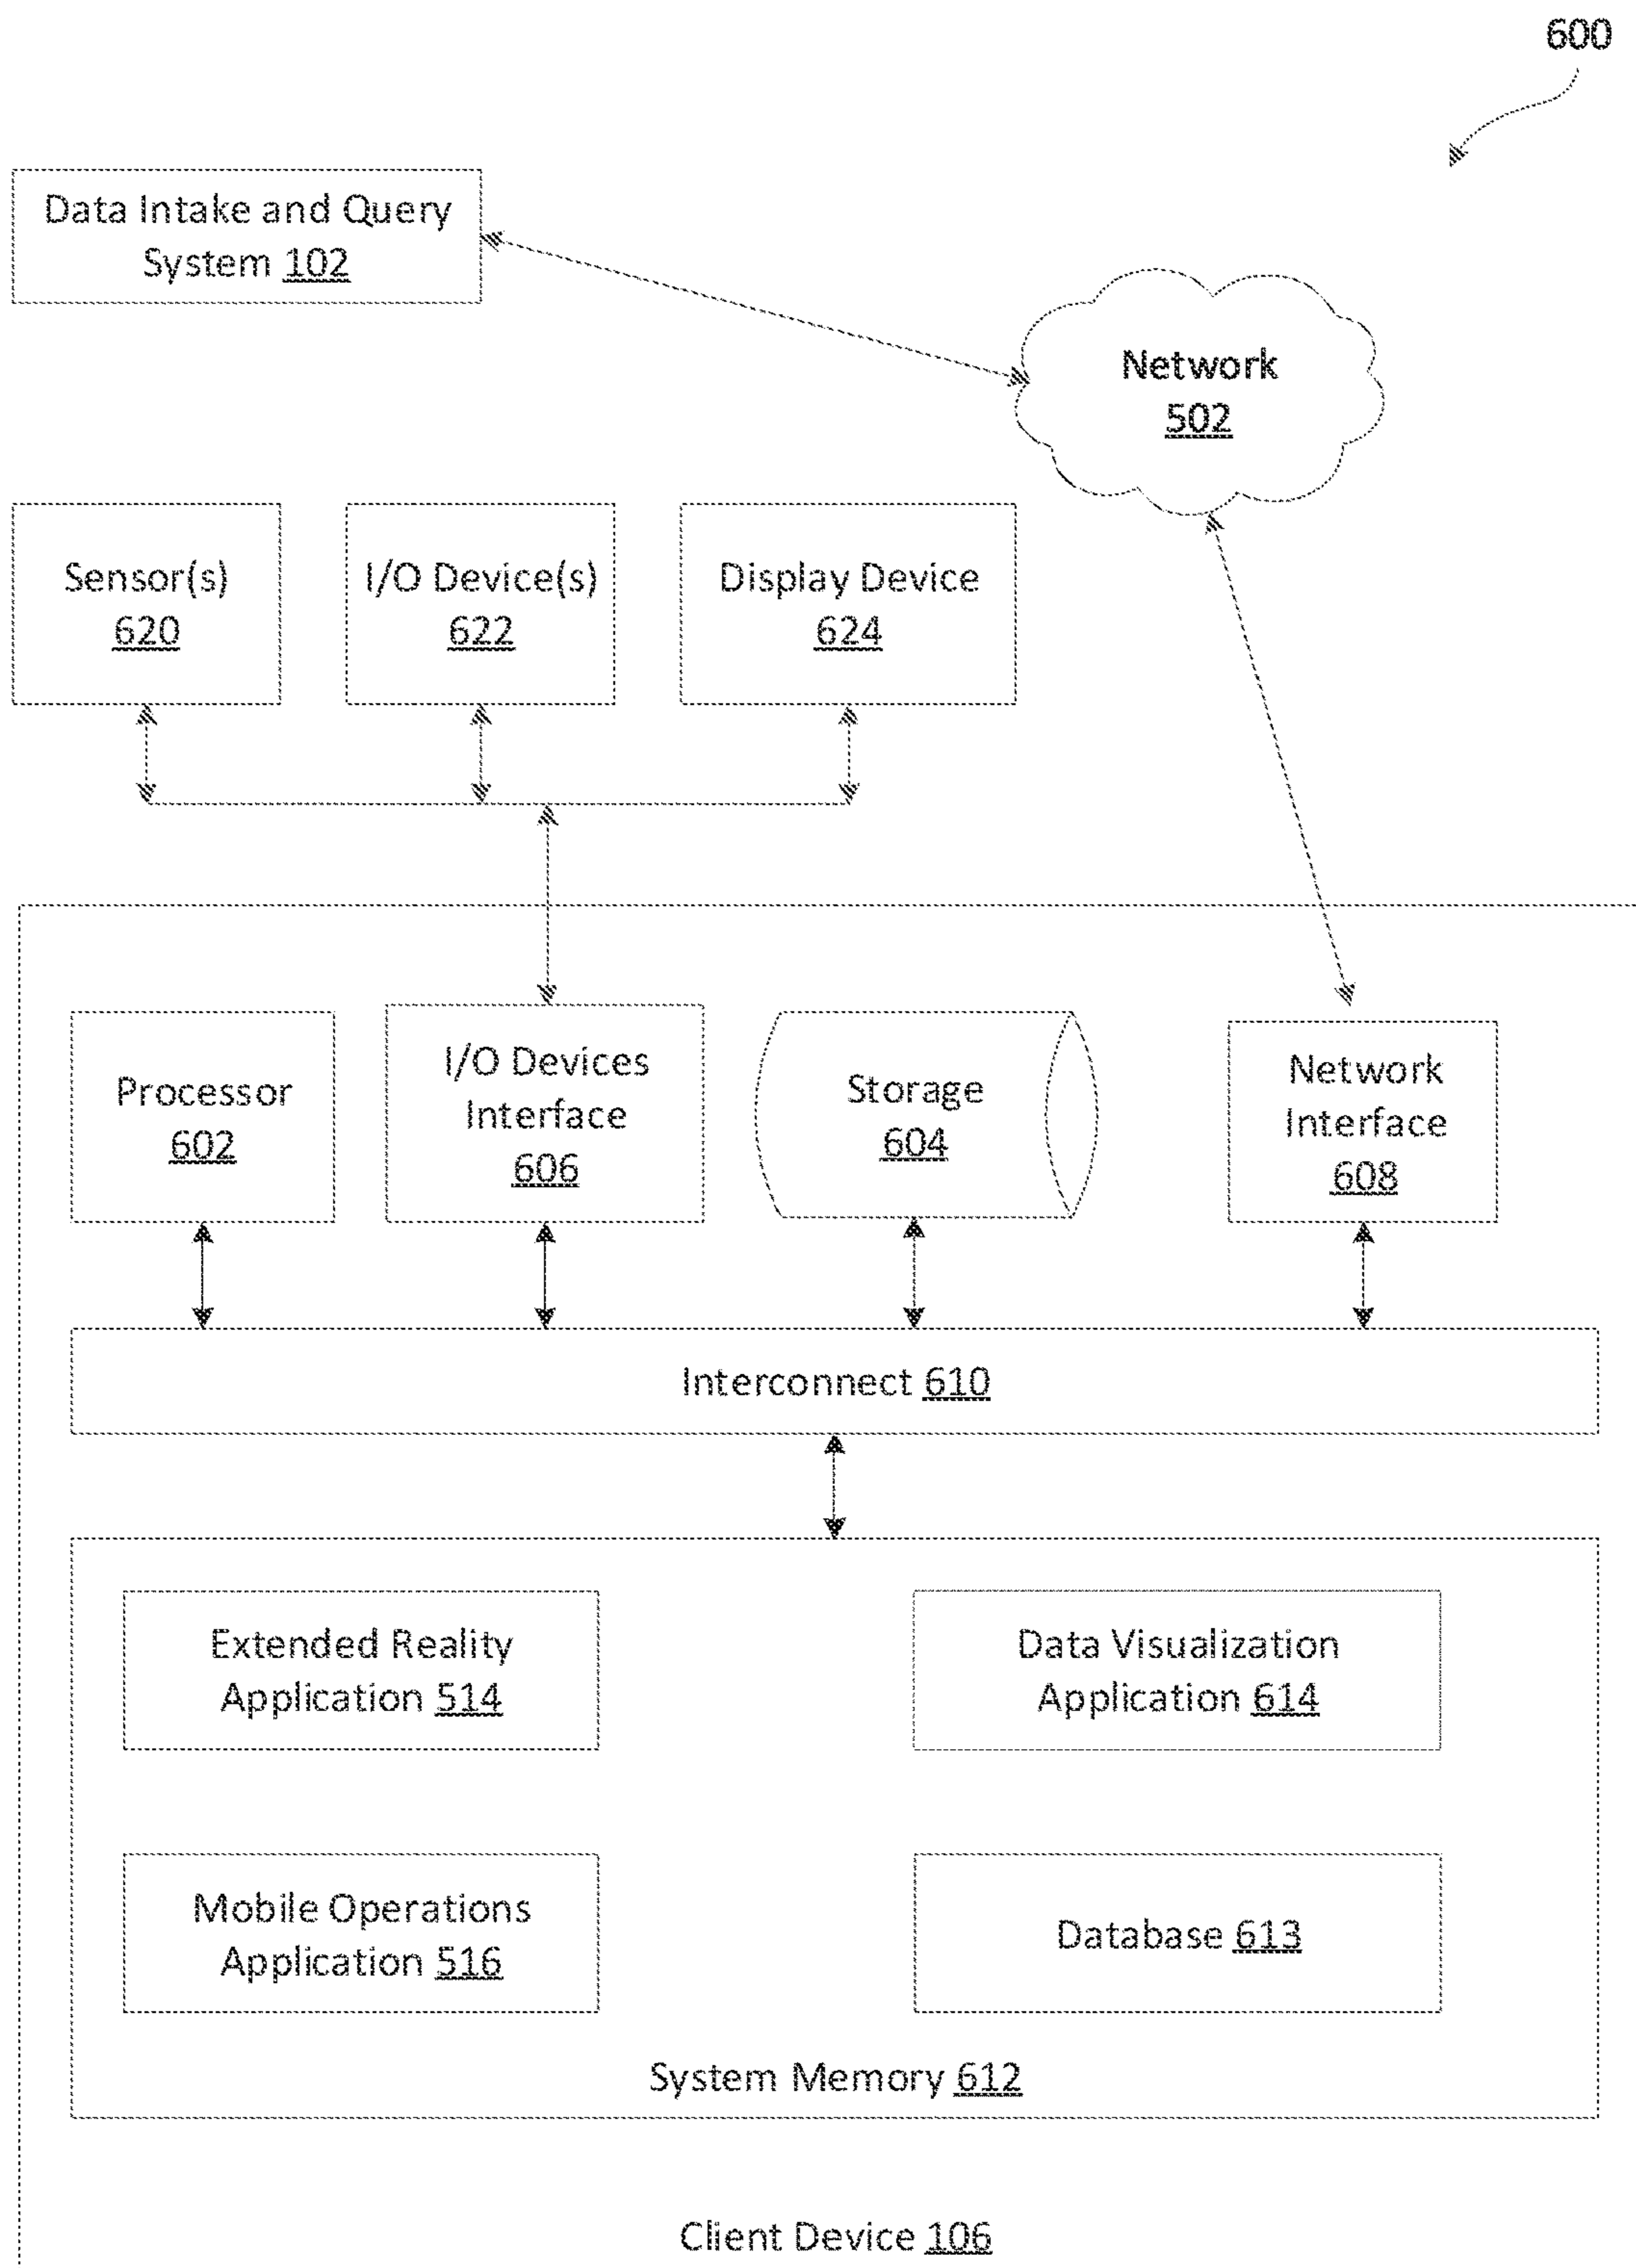 600
Data Intake and Query
System 102
Network
502
Sensor(s)
620
I/O Device(s)
622
Display Device
624
Processor
602
I/O Devices
Interface
606
Storage
604
Network
Interface
608
Interconnect 610
Extended Reality
Application 514
Data Visualization
Application 614
Mobile Operations
Application 516
Database 613
System Memory 612
Client Device 106